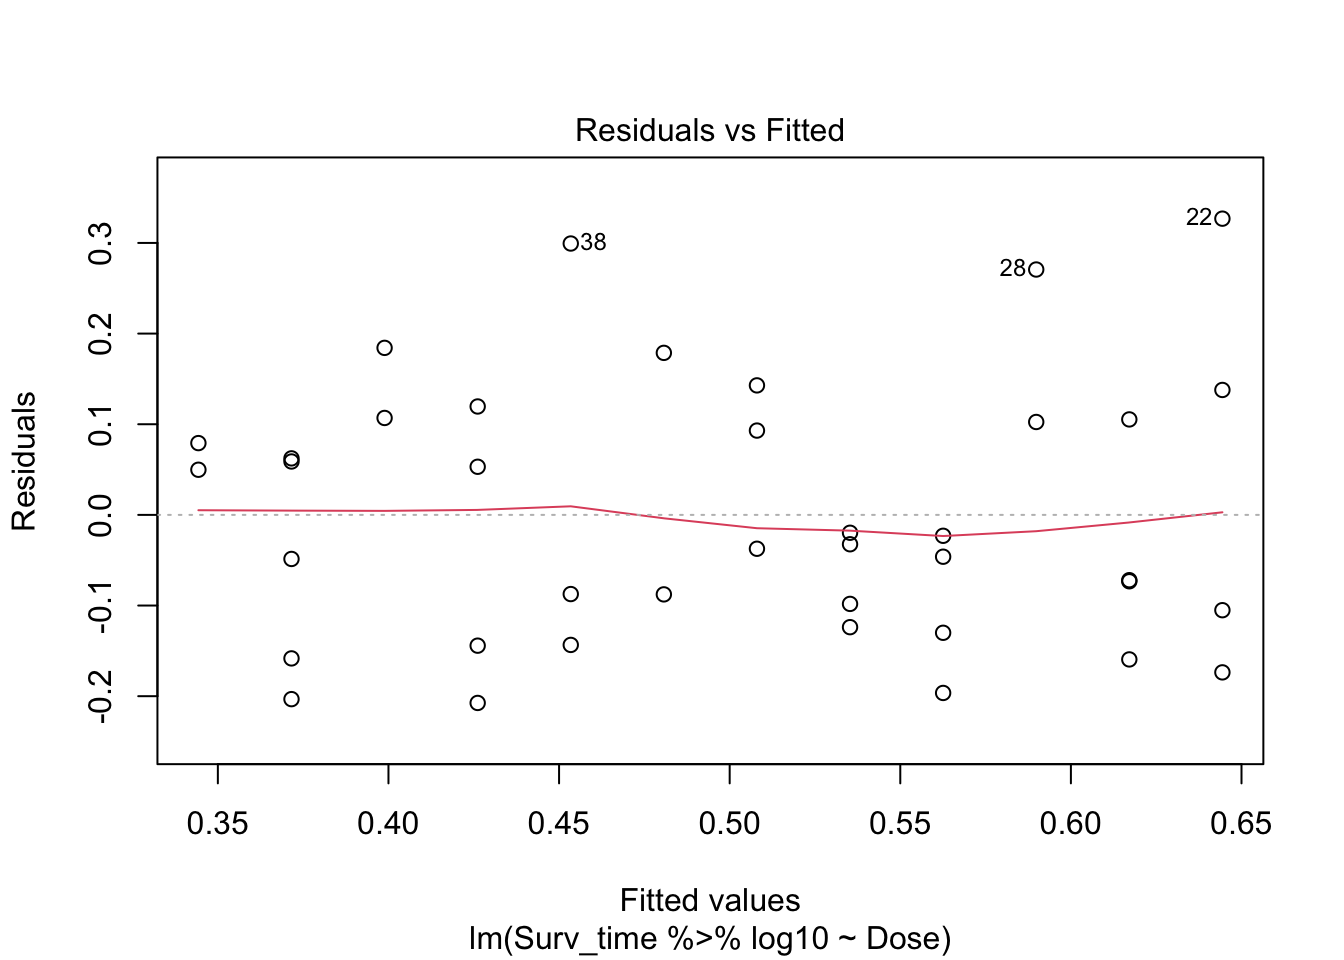 Residuals vs Fitted
Residuals
0.3
0.2
0.1
0.0
-0.1
-0.2
38
28
22
0.35 0.40 0.45 0.50 0.55 0.60 0.65
Fitted values
lm(Surv_time %>% log10 ~ Dose)